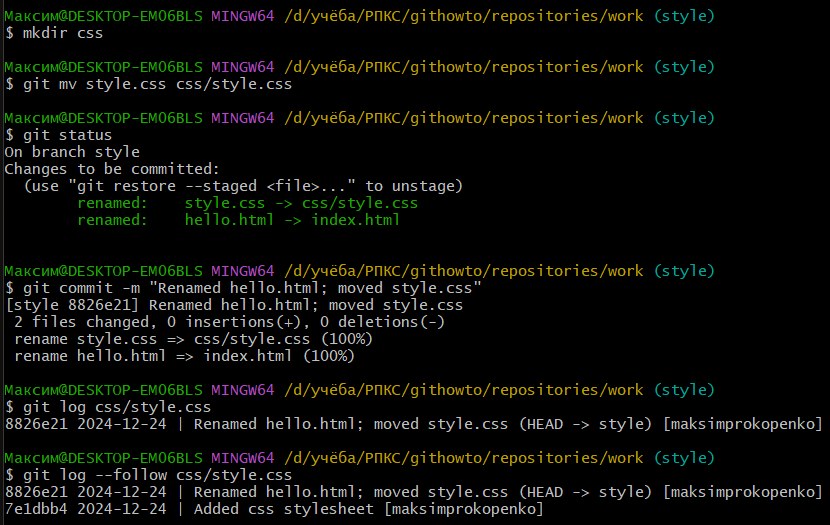 Максим@DESKTOP-EMO6BLS MINGW64 /d/учёба/РПКС/githowto/repositories/work (style)
$ mkdir css
Максим@DESKTOP-EMO6BLS MINGW64 /d/учёба/РПКС/githowto/repositories/work (style)
$ git mv style.css css/style.css
Максим@DESKTOP-EMO6BLS MINGW64 /d/учёба/РПКС/githowto/repositories/work (style)
$ git status
On branch style
Changes to be committed:
  (use "git restore --staged <file>..." to unstage)
        renamed:    style.css -> css/style.css
        renamed:    hello.html -> index.html
Максим@DESKTOP-EMO6BLS MINGW64 /d/учёба/РПКС/githowto/repositories/work (style)
$ git commit -m "Renamed hello.html; moved style.css"
[style 8826e21] Renamed hello.html; moved style.css
 2 files changed, 0 insertions(+), 0 deletions(-)
 rename style.css => css/style.css (100%)
 rename hello.html => index.html (100%)
Максим@DESKTOP-EMO6BLS MINGW64 /d/учёба/РПКС/githowto/repositories/work (style)
$ git log css/style.css
8826e21 2024-12-24 | Renamed hello.html; moved style.css (HEAD -> style) [maksimprokopenko]
Максим@DESKTOP-EMO6BLS MINGW64 /d/учёба/РПКС/githowto/repositories/work (style)
$ git log --follow css/style.css
8826e21 2024-12-24 | Renamed hello.html; moved style.css (HEAD -> style) [maksimprokopenko]
7e1dbb4 2024-12-24 | Added css stylesheet [maksimprokopenko]